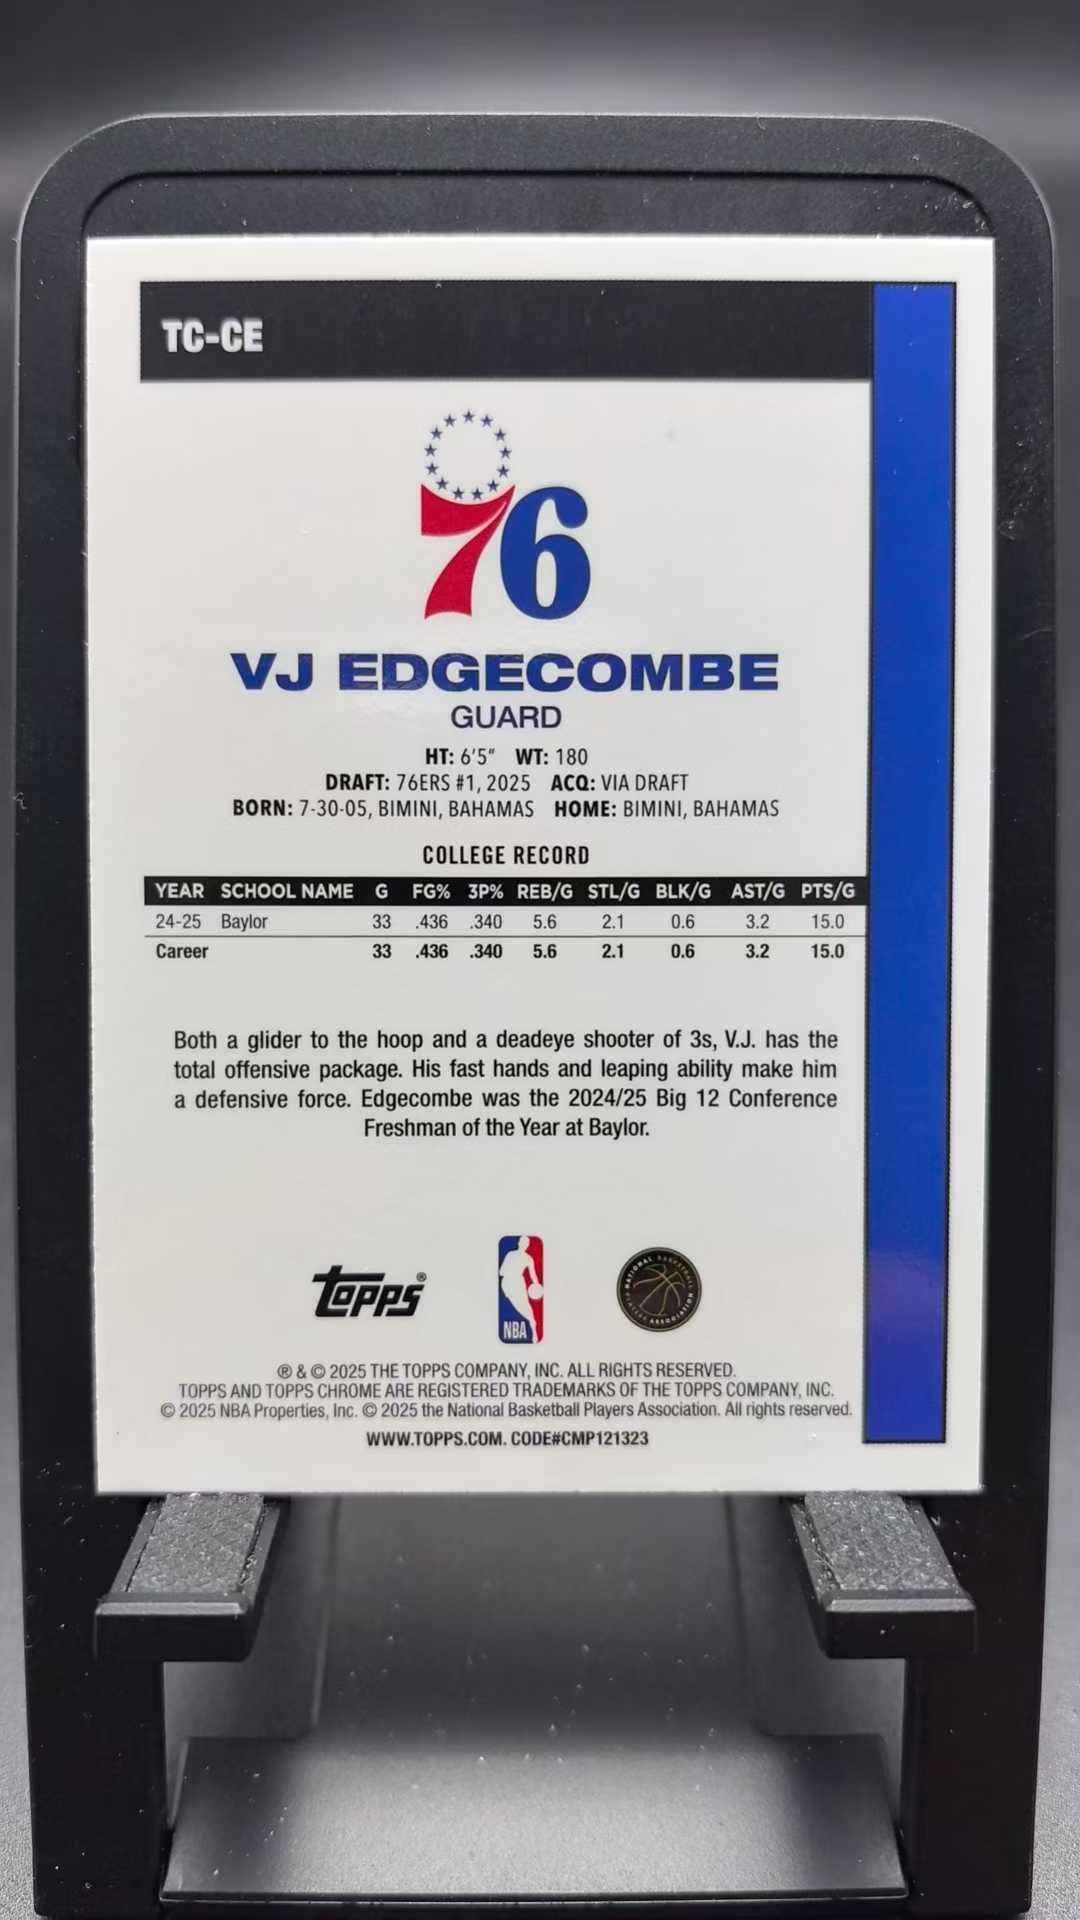 TC-CE
76
VJ EDGECOMBE
GUARD
HT: 6'5" WT: 180
DRAFT: 76ERS #1, 2025 ACQ: VIA DRAFT
BORN: 7-30-05, BIMINI, BAHAMAS HOME: BIMINI, BAHAMAS
COLLEGE RECORD
YEAR SCHOOL NAME G FG% 3P% REB/G STL/G BLK/G AST/G PTS/G
24-25 Baylor 33 .436 .340 5.6 2.1 0.6 3.2 15.0
Career 33 .436 .340 5.6 2.1 0.6 3.2 15.0
Both a glider to the hoop and a deadeye shooter of 3s, V.J. has the
total offensive package. His fast hands and leaping ability make him
a defensive force. Edgecombe was the 2024/25 Big 12 Conference
Freshman of the Year at Baylor.
Topps®
NBA
NATIONAL BASKETBALL
PLAYERS ASSOCIATION
® & © 2025 THE TOPPS COMPANY, INC. ALL RIGHTS RESERVED.
TOPPS AND TOPPS CHROME ARE REGISTERED TRADEMARKS OF THE TOPPS COMPANY, INC.
© 2025 NBA Properties, Inc. © 2025 the National Basketball Players Association. All rights reserved.
WWW.TOPPS.COM. CODE#CMP121323